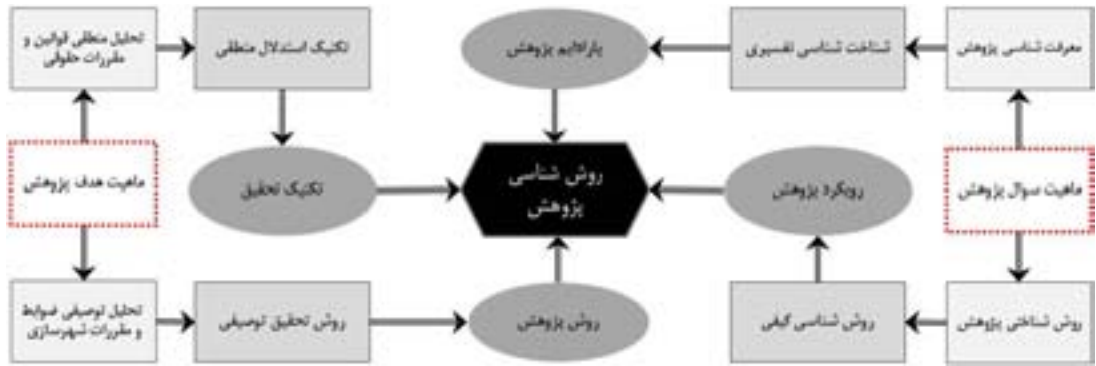 معرفت شناسی پژوهش
شناخت شناسی تفسیری
پارادایم پژوهش
تکنیک استدلال منطقی
تحلیل منطقی قوانین و
مقررات حقوقی
ماهیت سوال پژوهش
رویکرد پژوهش
روش شناسی
پژوهش
تکنیک تحقیق
ماهیت هدف پژوهش
روش شناختی پژوهش
روش شناسی کیفی
روش پژوهش
روش تحقیق توصیفی
تحلیل توصیفی ضوابط
و مقررات شهرسازی